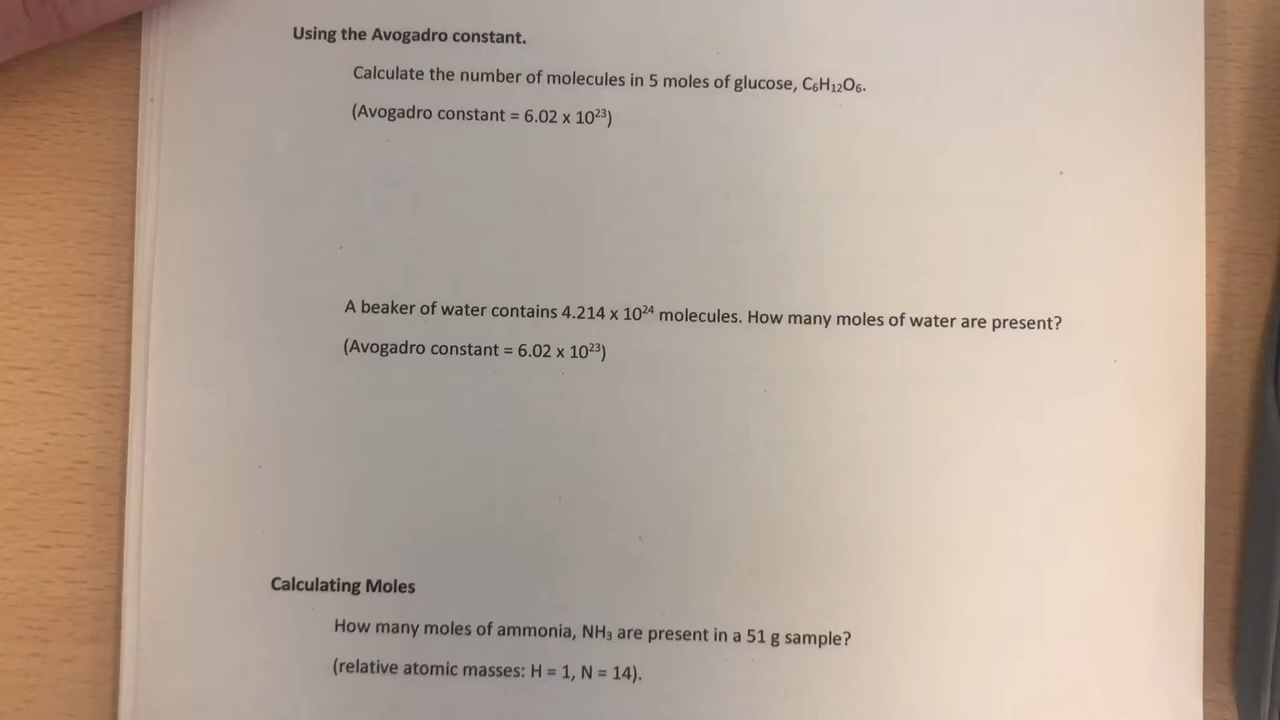 Using the Avogadro constant.
Calculate the number of molecules in 5 moles of glucose, C₆H₁₂O₆.
(Avogadro constant = 6.02 x 10²³)
A beaker of water contains 4.214 x 10²⁴ molecules. How many moles of water are present?
(Avogadro constant = 6.02 x 10²³)
Calculating Moles
How many moles of ammonia, NH₃ are present in a 51 g sample?
(relative atomic masses: H = 1, N = 14).